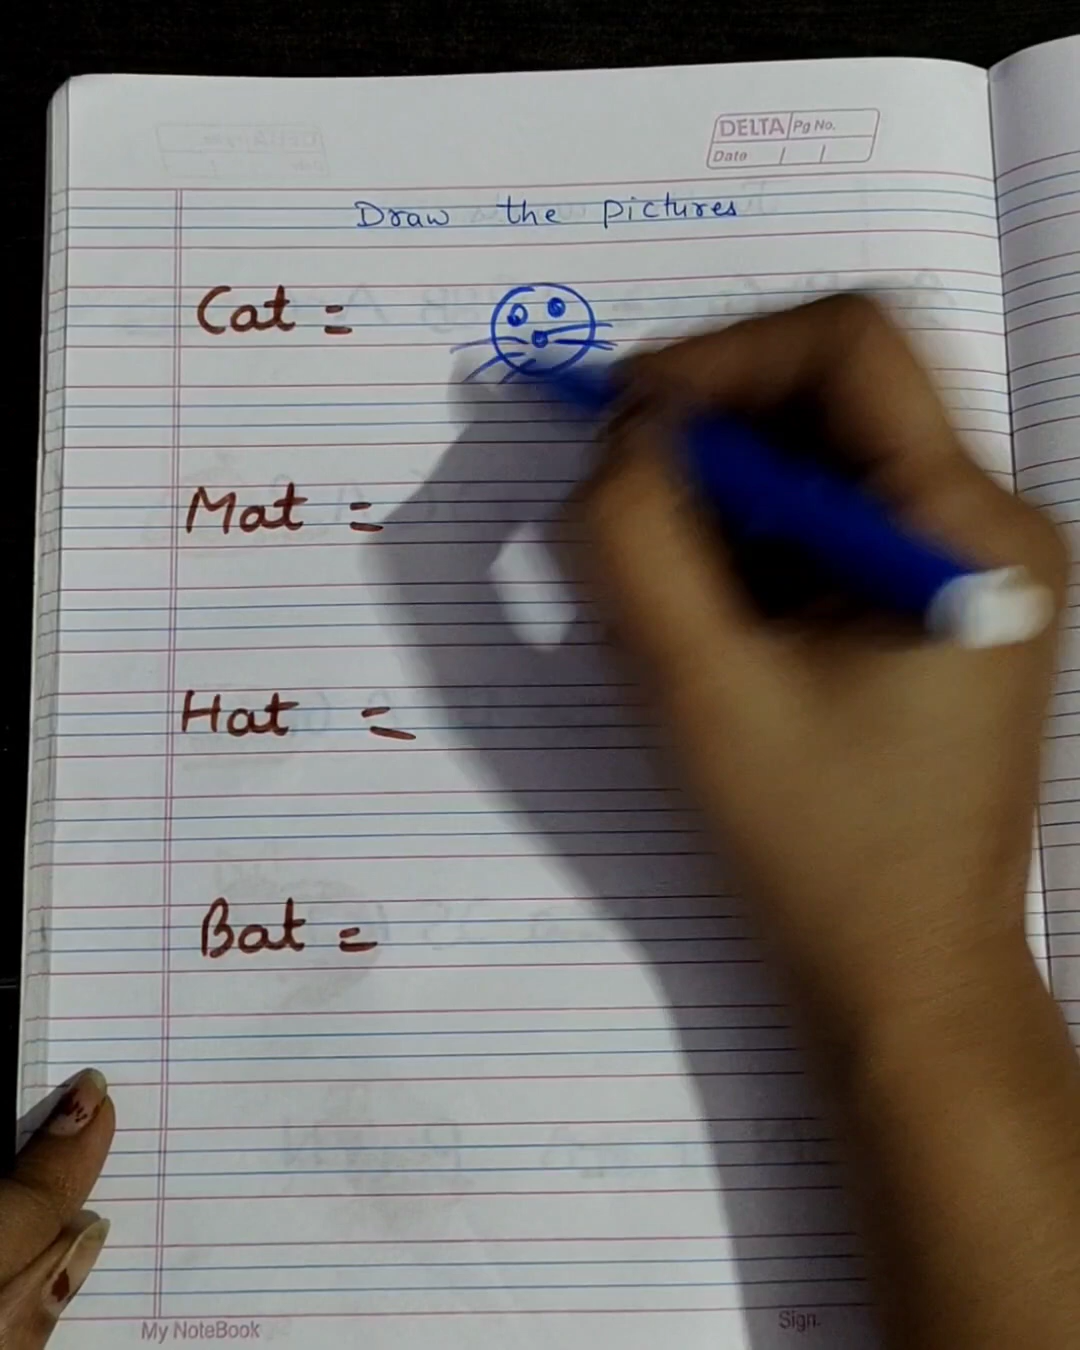 DELTA Pg No.
Date
Draw the pictures
Cat =
Mat =
Hat =
Bat =
My NoteBook
Sign.